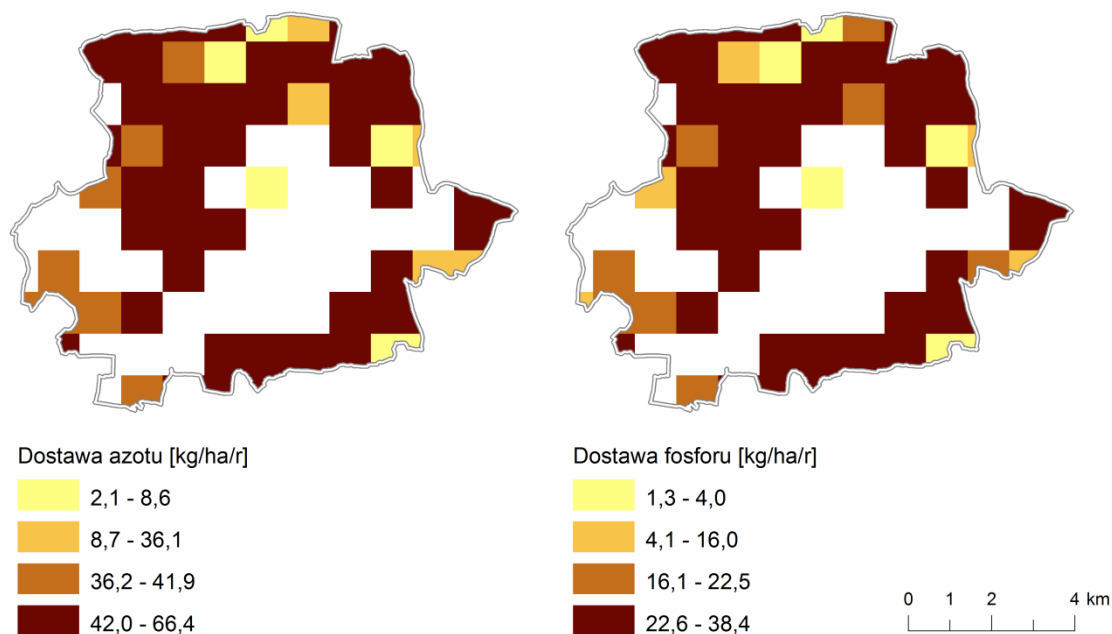 Dostawa azotu [kg/ha/r]
2,1 - 8,6
8,7 - 36,1
36,2 - 41,9
42,0 - 66,4
Dostawa fosforu [kg/ha/r]
1,3 - 4,0
4,1 - 16,0
16,1 - 22,5
22,6 - 38,4
0 1 2 4 km